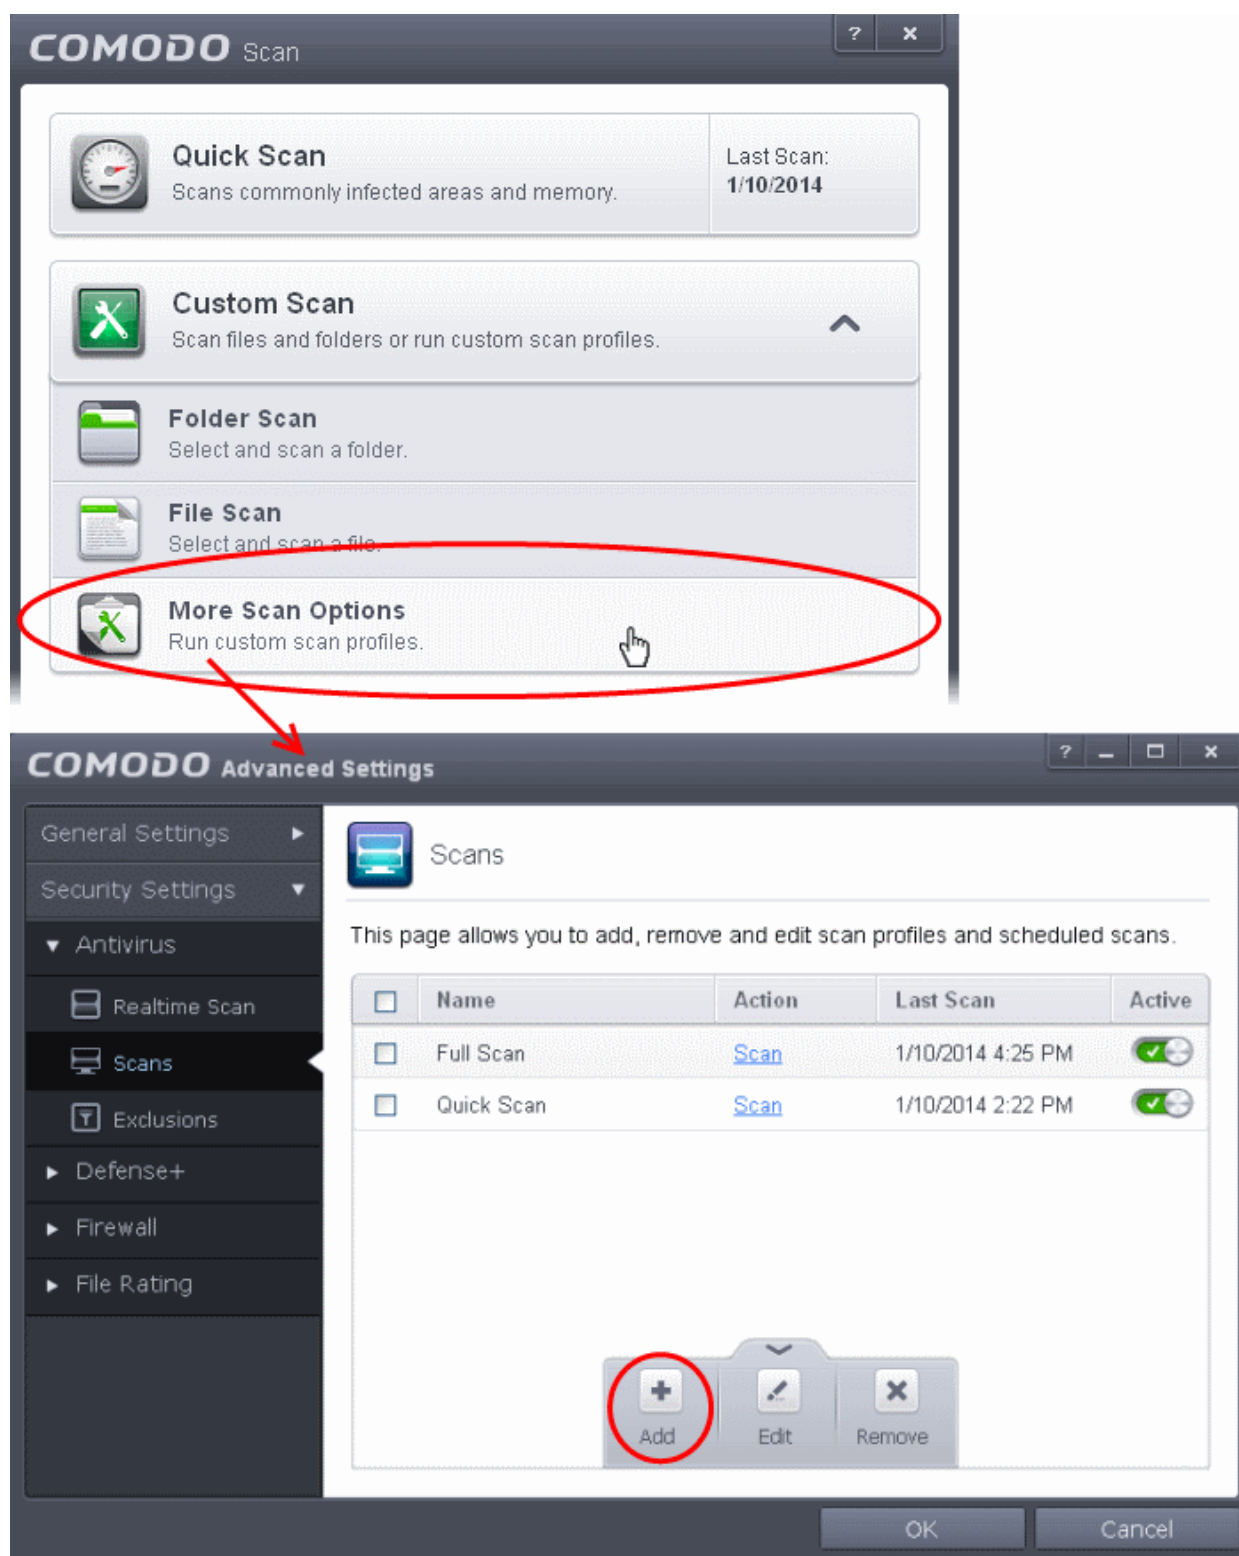 COMODO Scan
?
x
Quick Scan
Scans commonly infected areas and memory.
Last Scan:
1/10/2014
Custom Scan
Scan files and folders or run custom scan profiles.
Folder Scan
Select and scan a folder.
File Scan
Select and scan a file.
More Scan Options
Run custom scan profiles.
COMODO Advanced Settings
?
x
General Settings
Security Settings
Antivirus
Realtime Scan
Scans
Exclusions
Defense+
Firewall
File Rating
Scans
This page allows you to add, remove and edit scan profiles and scheduled scans.
Name Action Last Scan Active
Full Scan Scan 1/10/2014 4:25 PM
Quick Scan Scan 1/10/2014 2:22 PM
Add Edit Remove
OK Cancel